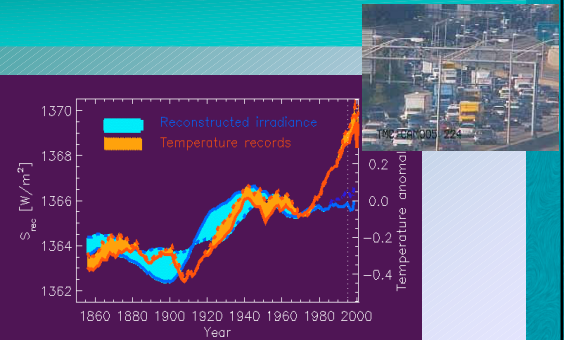 1370
1368
1366
1364
1362
S_rec [W/m²]
Reconstructed irradiance
Temperature records
0.2
0.0
−0.2
−0.4
Temperature anomal
1860 1880 1900 1920 1940 1960 1980 2000
Year